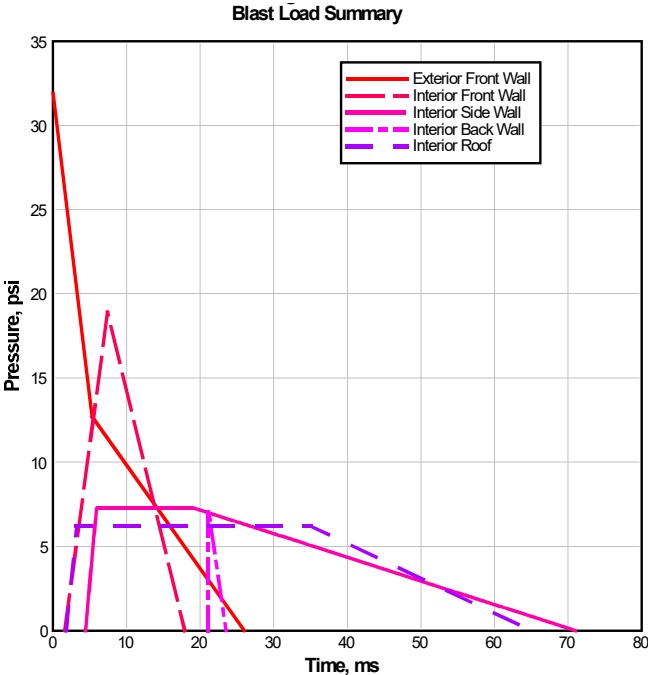 Blast Load Summary
35
30
25
20
15
10
5
0
Pressure, psi
Exterior Front Wall
Interior Front Wall
Interior Side Wall
Interior Back Wall
Interior Roof
0 10 20 30 40 50 60 70 80
Time, ms